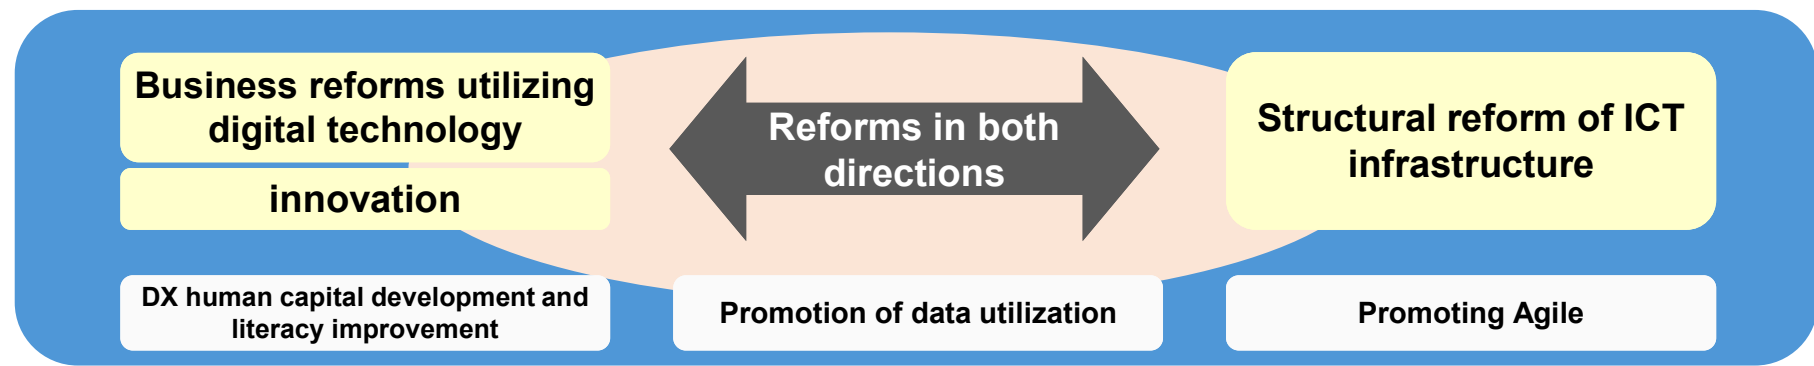 Business reforms utilizing
digital technology
innovation
Reforms in both
directions
Structural reform of ICT
infrastructure
DX human capital development and
literacy improvement
Promotion of data utilization
Promoting Agile